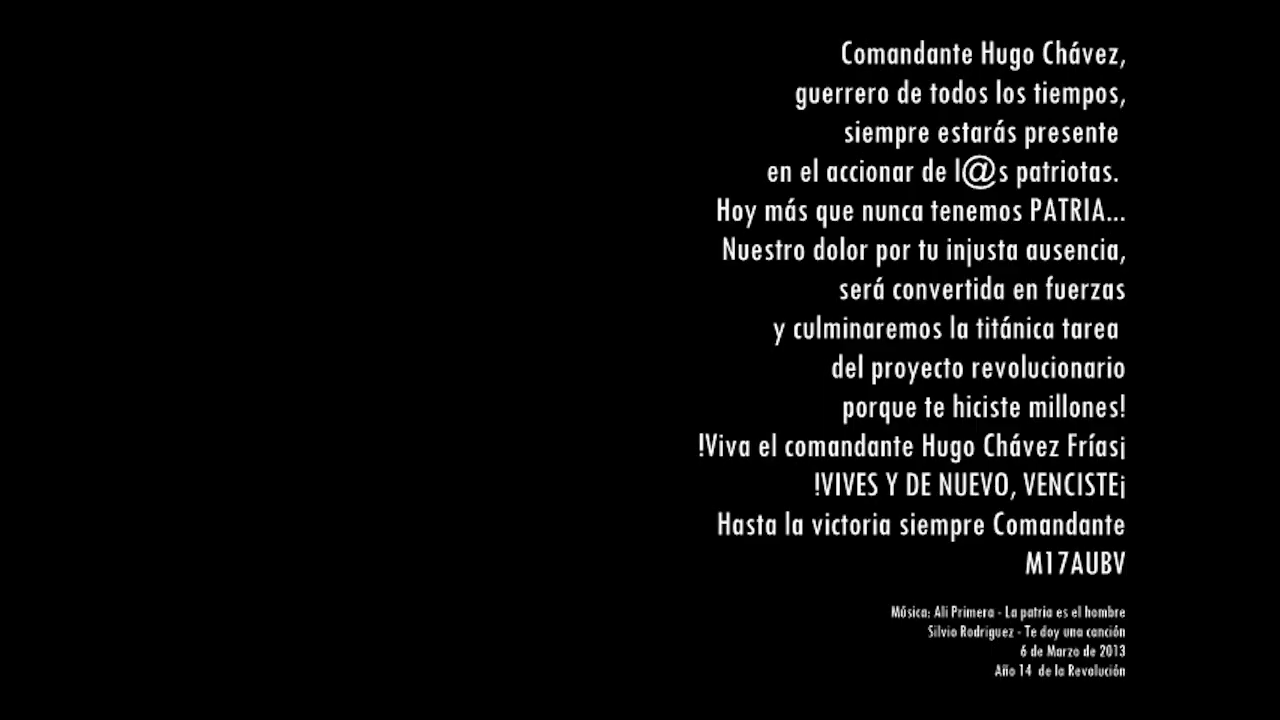 Comandante Hugo Chávez,
guerrero de todos los tiempos,
siempre estarás presente
en el accionar de l@s patriotas.
Hoy más que nunca tenemos PATRIA...
Nuestro dolor por tu injusta ausencia,
será convertida en fuerzas
y culminaremos la titánica tarea
del proyecto revolucionario
porque te hiciste millones!
!Viva el comandante Hugo Chávez Frías¡
!VIVES Y DE NUEVO, VENCISTE¡
Hasta la victoria siempre Comandante
M17AUBV
Música: Ali Primera - La patria es el hombre
Silvio Rodriguez - Te doy una canción
6 de Marzo de 2013
Año 14 de la Revolución